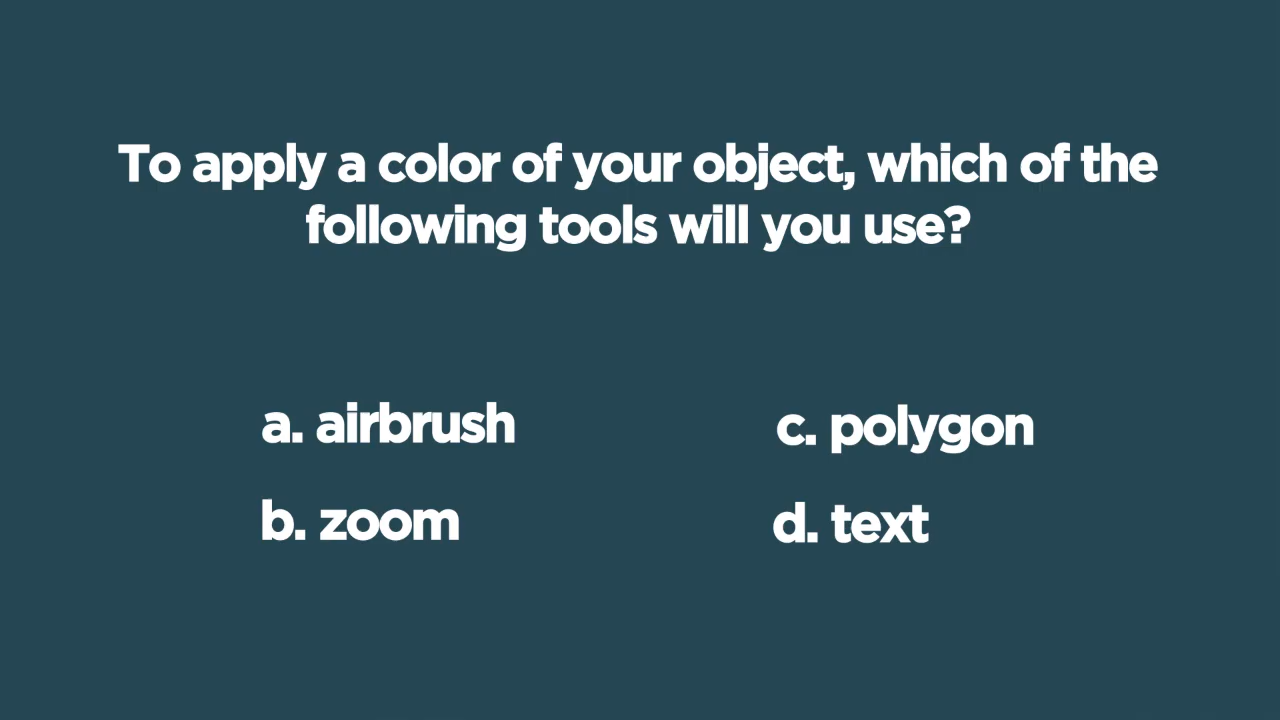 To apply a color of your object, which of the
following tools will you use?
a. airbrush
b. zoom
c. polygon
d. text